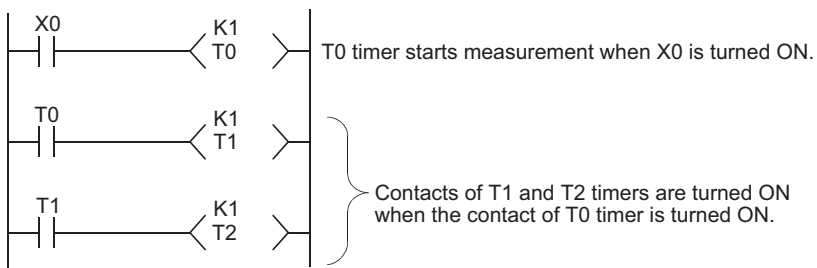 X0
K1
T0
T0 timer starts measurement when X0 is turned ON.
T0
K1
T1
Contacts of T1 and T2 timers are turned ON
when the contact of T0 timer is turned ON.
T1
K1
T2